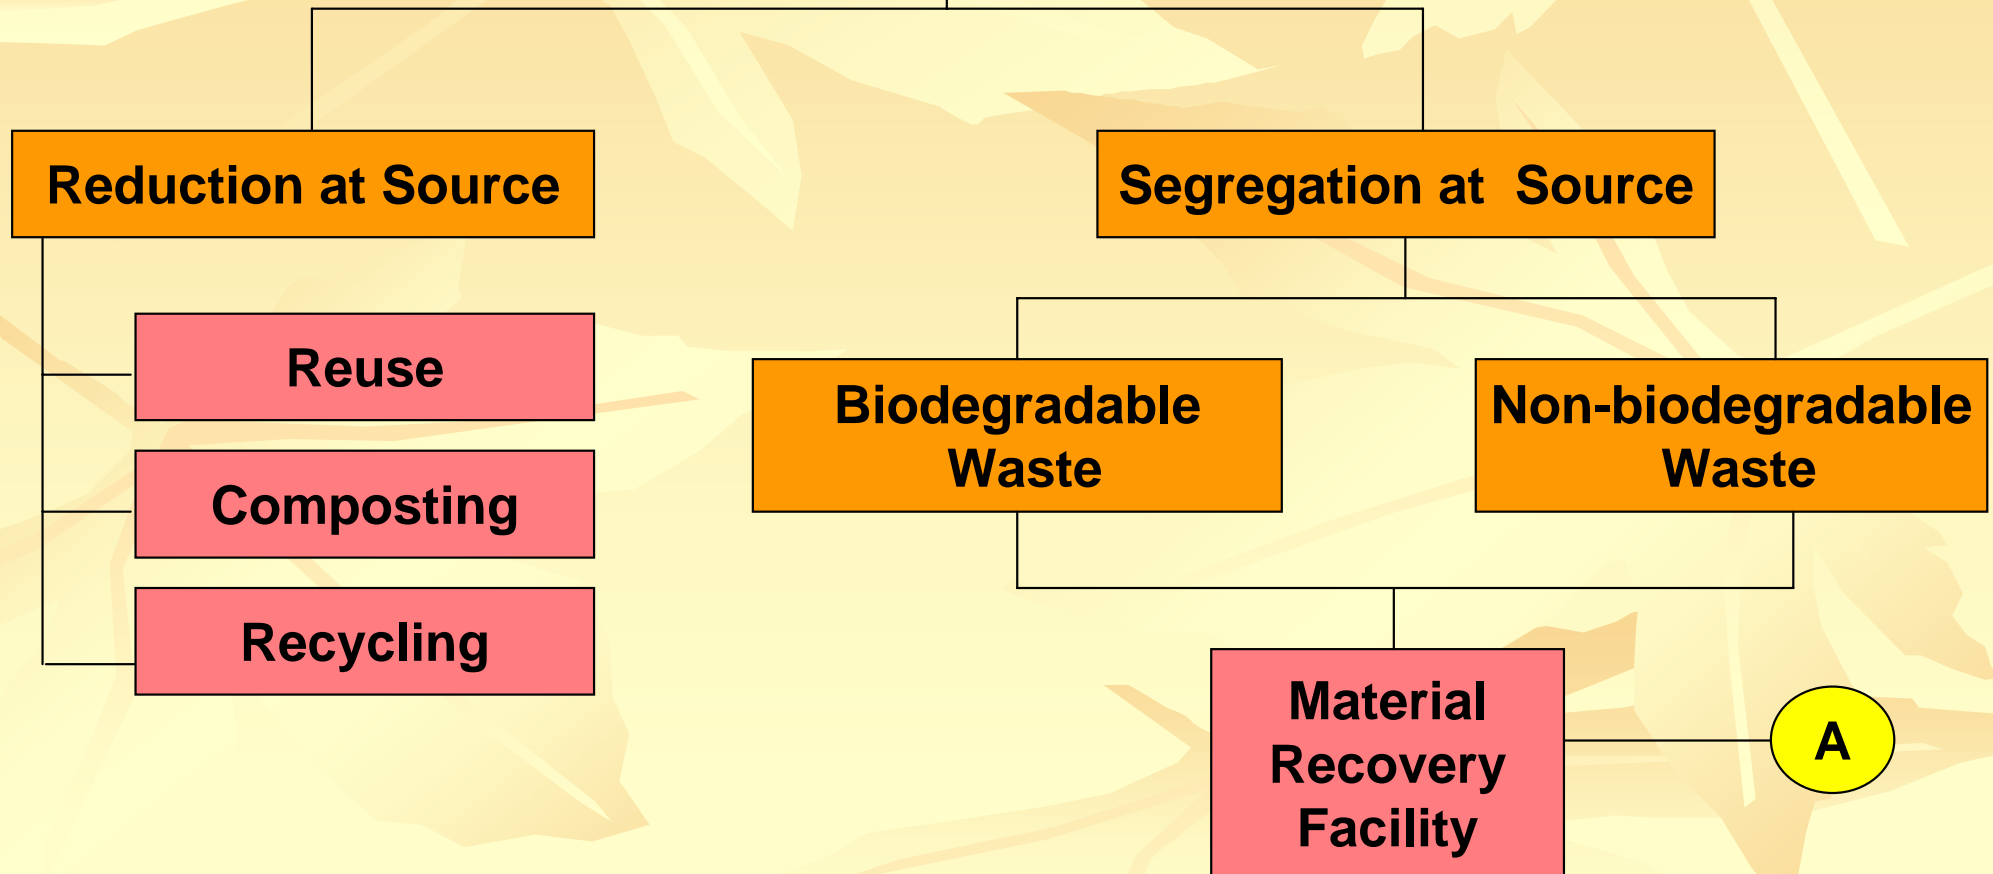 Reduction at Source
Segregation at Source
Reuse
Composting
Recycling
Biodegradable
Waste
Non-biodegradable
Waste
Material
Recovery
Facility
A